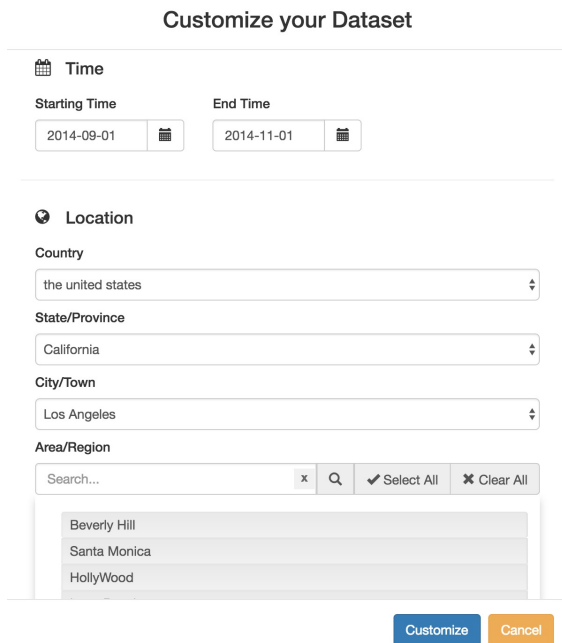 Customize your Dataset
Time
Starting Time End Time
2014-09-01 2014-11-01
Location
Country
the united states
State/Province
California
City/Town
Los Angeles
Area/Region
Search... x Select All Clear All
Beverly Hill
Santa Monica
HollyWood
Customize Cancel